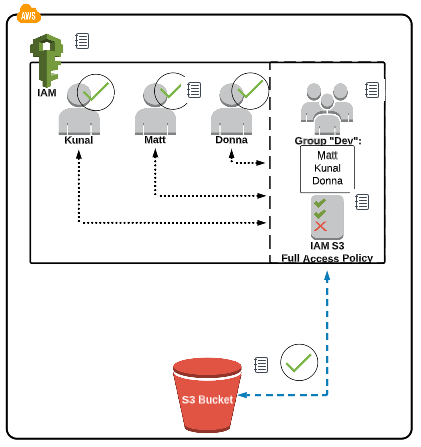 AWS
IAM
Kunal
Matt
Donna
Group "Dev":
Matt
Kunal
Donna
IAM S3
Full Access Policy
S3 Bucket